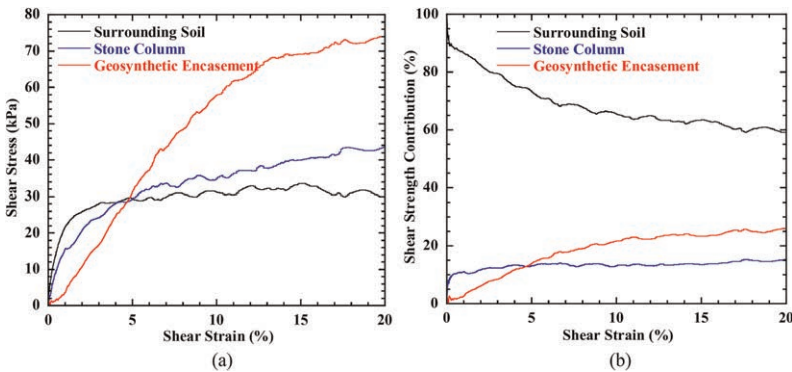 80
70
60
50
40
30
20
10
0
Shear Stress (kPa)
Surrounding Soil
Stone Column
Geosynthetic Encasement
0 5 10 15 20
Shear Strain (%)
(a)
100
80
60
40
20
0
Shear Strength Contribution (%)
Surrounding Soil
Stone Column
Geosynthetic Encasement
0 5 10 15 20
Shear Strain (%)
(b)